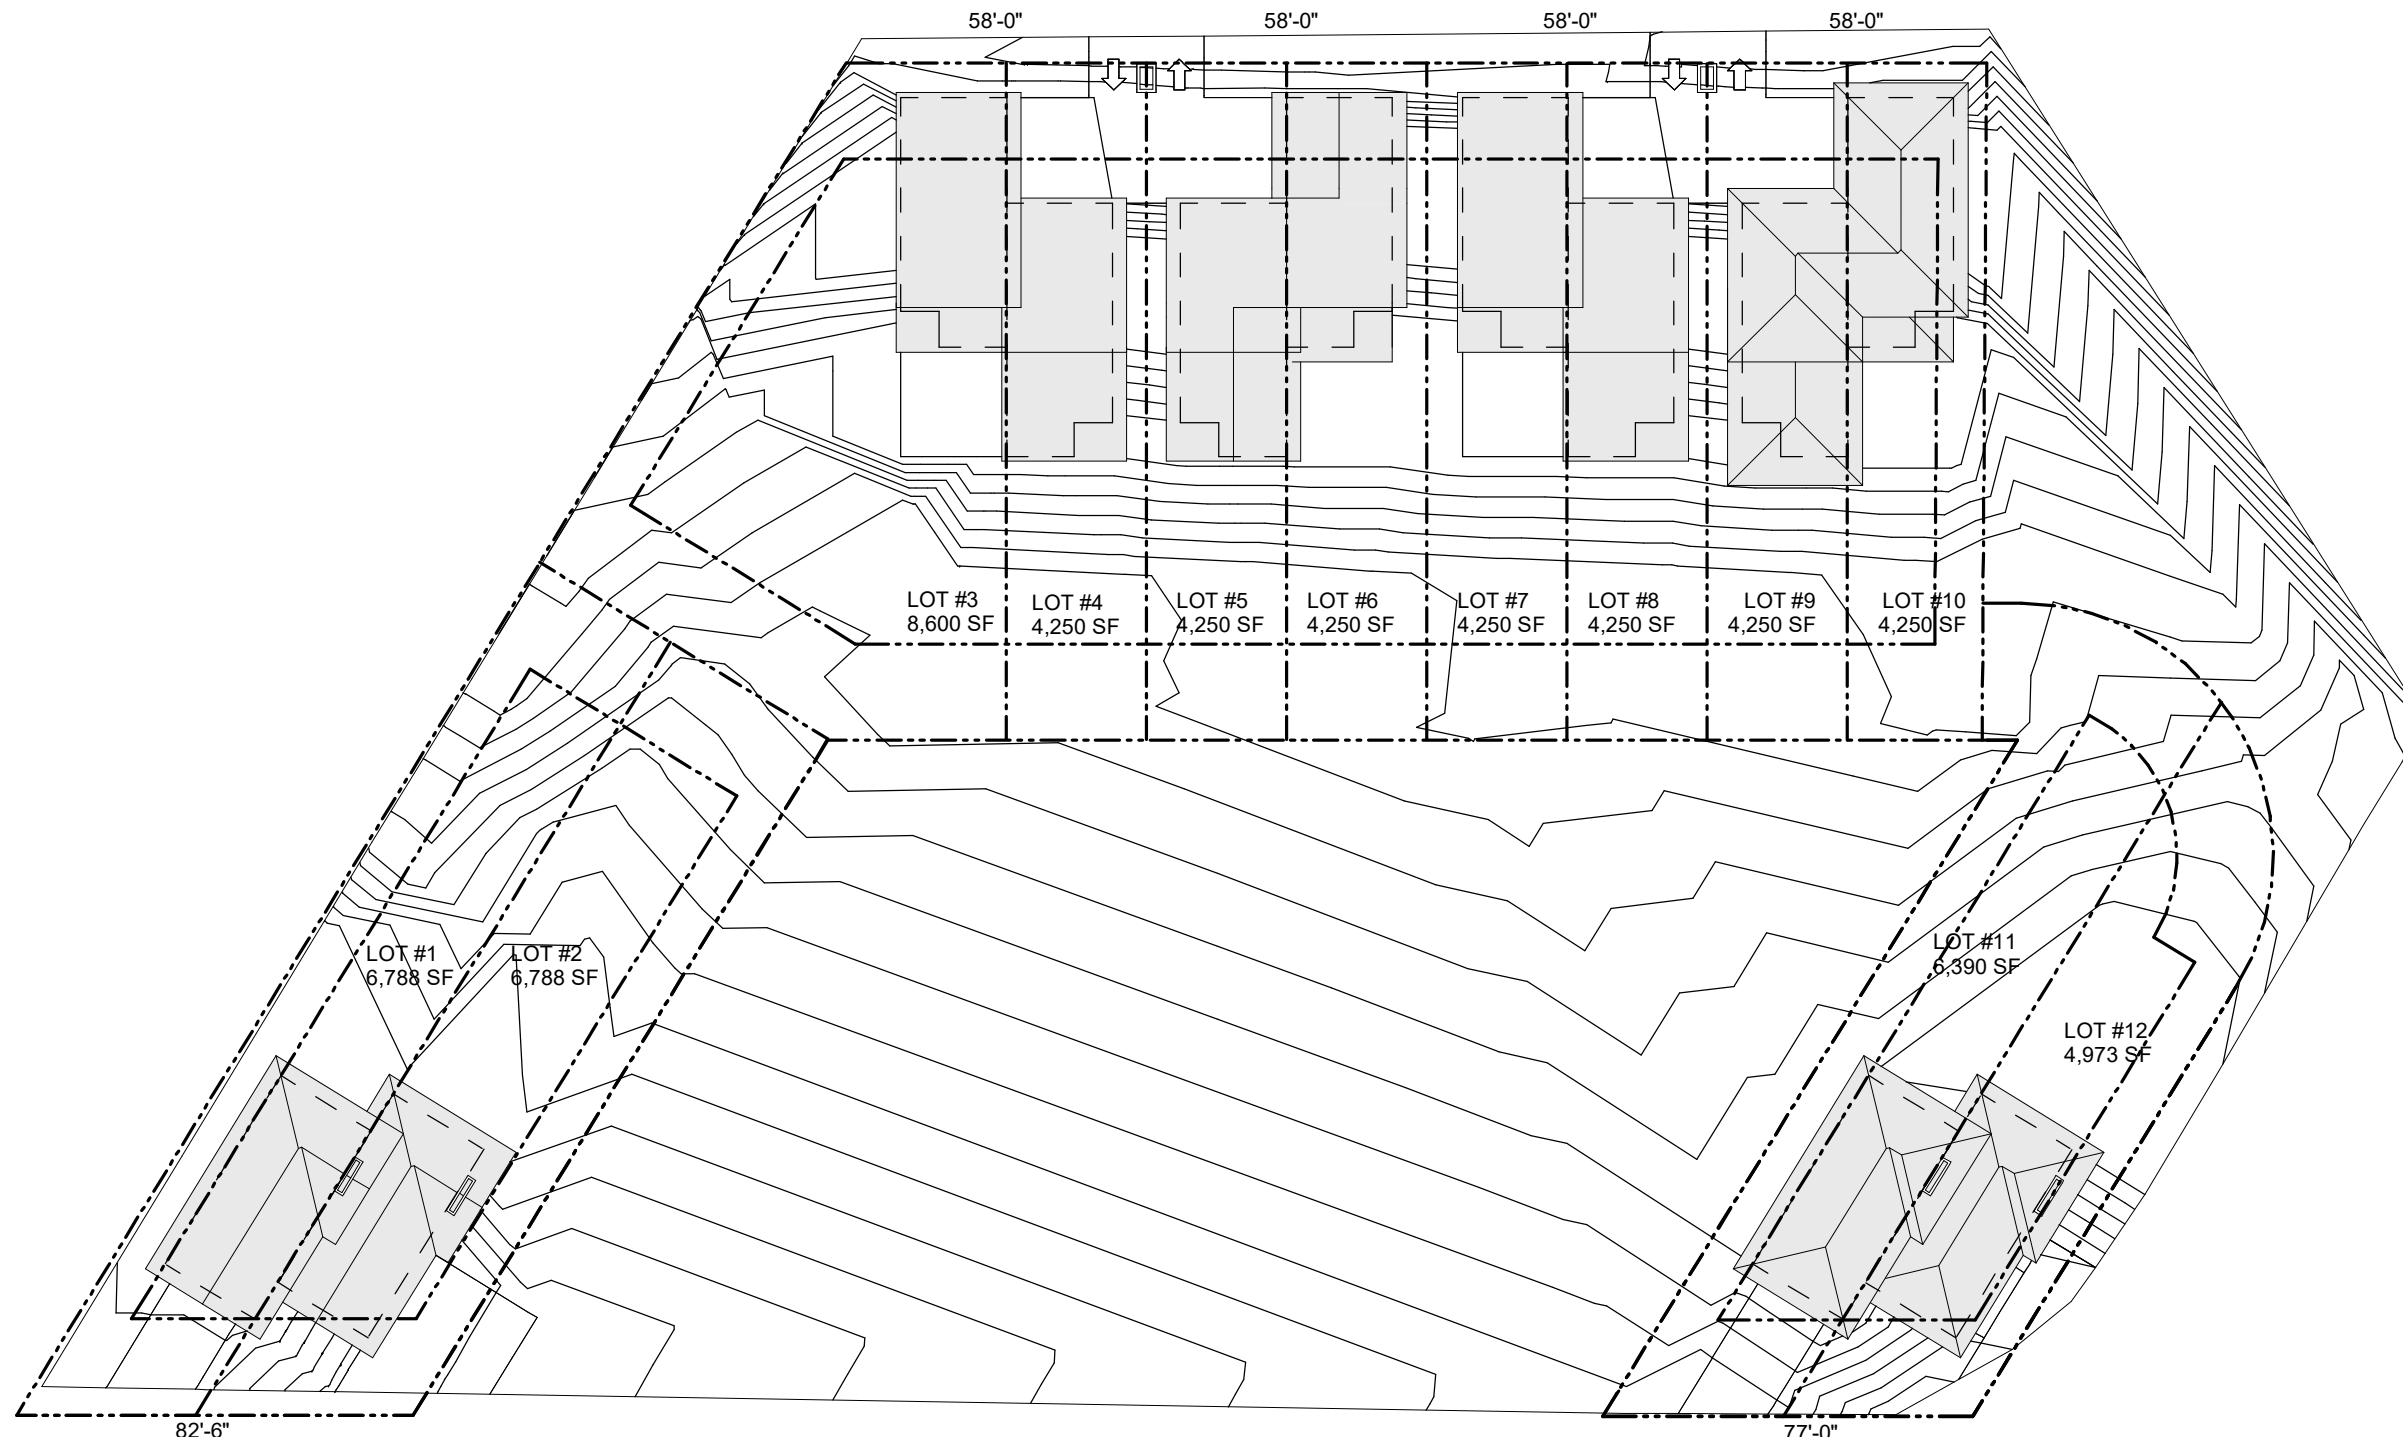 58'-0"
58'-0"
58'-0"
58'-0"
LOT #3
8,600 SF
LOT #4
4,250 SF
LOT #5
4,250 SF
LOT #6
4,250 SF
LOT #7
4,250 SF
LOT #8
4,250 SF
LOT #9
4,250 SF
LOT #10
4,250 SF
LOT #1
6,788 SF
LOT #2
6,788 SF
LOT #11
6,390 SF
LOT #12
4,973 SF
82'-6"
77'-0"